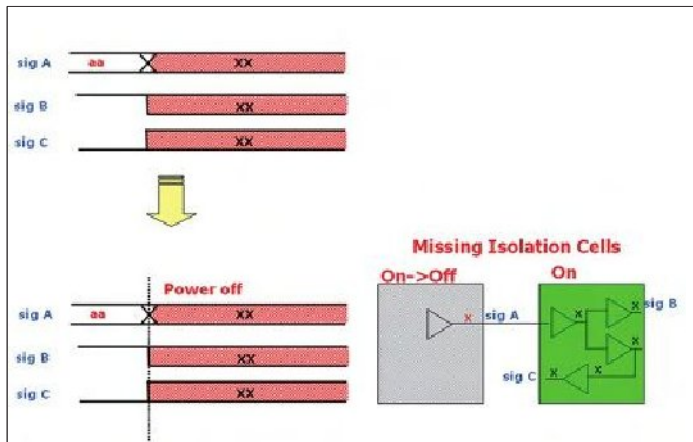 sig A aa XX
sig B XX
sig C XX
Missing Isolation Cells
On->Off On
Power off
sig A aa XX
x sig A x x sig B
sig B XX
x
sig C x x
sig C XX